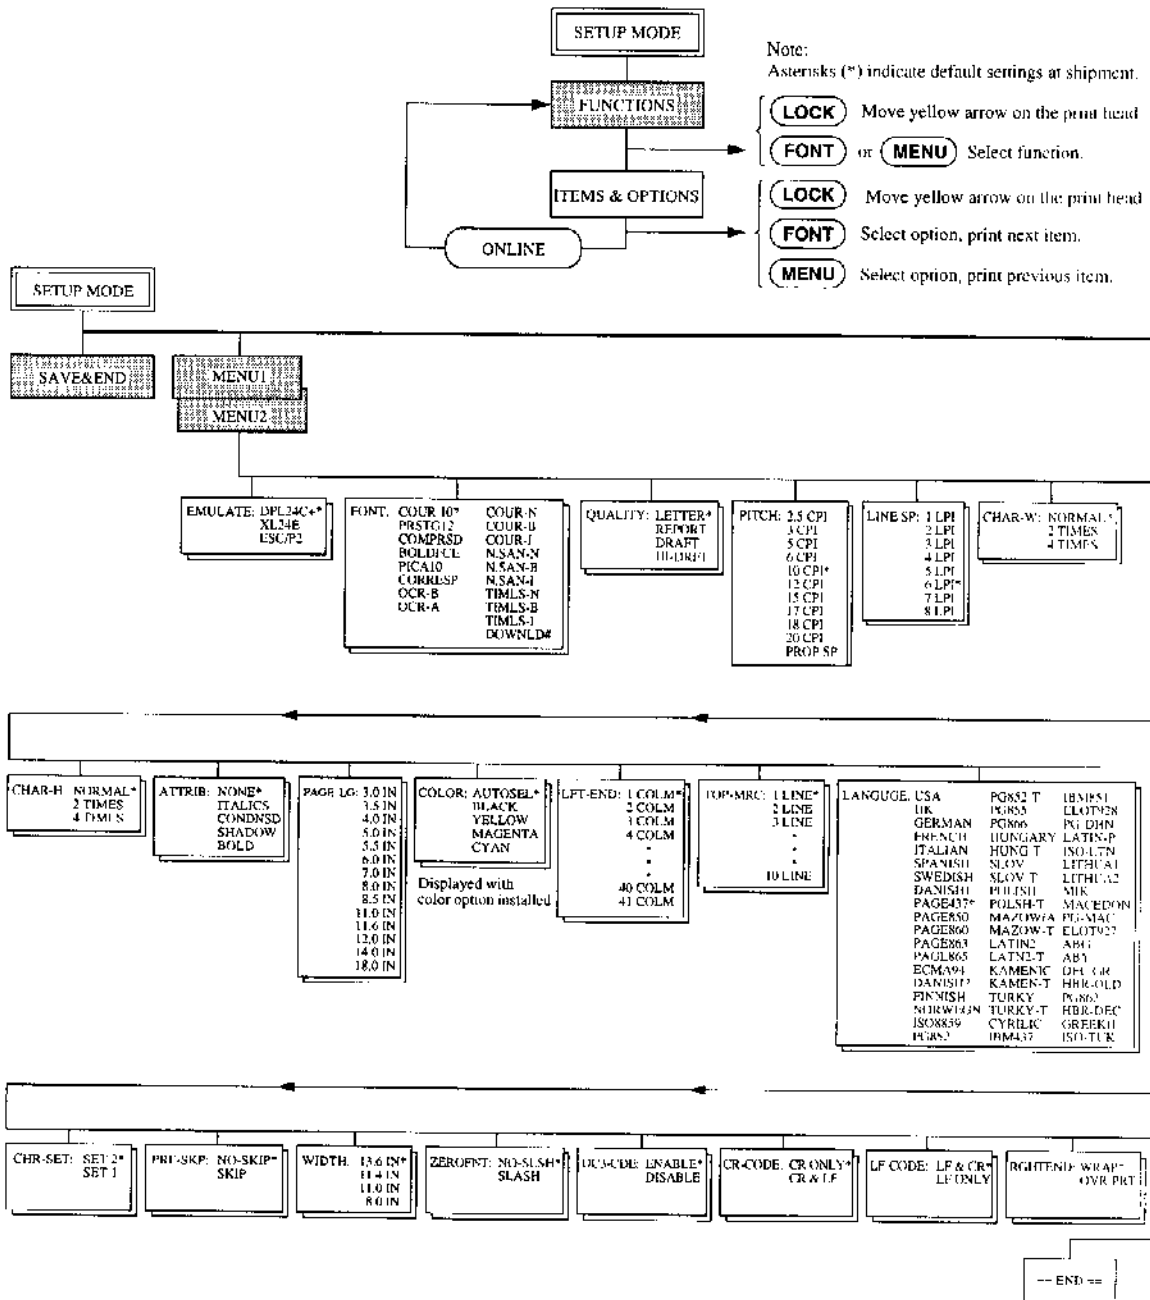 SETUP MODE
Note:
Asterisks (*) indicate default settings at shipment.
FUNCTIONS
LOCK Move yellow arrow on the print head
FONT or MENU Select function.
ITEMS & OPTIONS
LOCK Move yellow arrow on the print head
FONT Select option, print next item.
MENU Select option, print previous item.
ONLINE
SETUP MODE
SAVE&END
MENU1
MENU2
EMULATE: DPL24C+*
XL24E
ESC/P2
FONT. COUR 10* COUR-N
PRSTG12 COUR-B
COMPRSD COUR-I
BOLDFCE N.SAN-N
PICA10 N.SAN-B
CORRESP N.SAN-I
OCR-B TIMLS-N
OCR-A TIMLS-B
TIMLS-I
DOWNLD#
QUALITY: LETTER*
REPORT
DRAFT
HI-DRFT
PITCH: 2.5 CPI
3 CPI
5 CPI
6 CPI
10 CPI*
12 CPI
15 CPI
17 CPI
18 CPI
20 CPI
PROP SP
LINE SP: 1 LPI
2 LPI
3 LPI
4 LPI
5 LPI
6 LPI*
7 LPI
8 LPI
CHAR-W: NORMAL*
2 TIMES
4 TIMES
CHAR-H NORMAL*
2 TIMES
4 TIMES
ATTRIB: NONE*
ITALICS
CONDNSD
SHADOW
BOLD
PAGE LG: 3.0 IN
3.5 IN
4.0 IN
5.0 IN
5.5 IN
6.0 IN
7.0 IN
8.0 IN
8.5 IN
11.0 IN
11.6 IN
12.0 IN
14.0 IN
18.0 IN
COLOR: AUTOSEL*
BLACK
YELLOW
MAGENTA
CYAN
Displayed with
color option installed
LFT-END: 1 COLM*
2 COLM
3 COLM
4 COLM
40 COLM
41 COLM
TOP-MRG: 1 LINE*
2 LINE
3 LINE
10 LINE
LANGUGE. USA PG852 T IBM851
UK PG855 ELOT928
GERMAN PG866 PG-DHN
FRENCH HUNGARY LATIN-P
ITALIAN HUNG T ISO-LTN
SPANISH SLOV LITHUA1
SWEDISH SLOV T LITHUA2
DANISH1 POLISH MIK
PAGE437* POLSH-T MACEDON
PAGE850 MAZOWIA PG-MAC
PAGE860 MAZOW-T ELOT927
PAGE863 LATIN2 ABG
PAGE865 LATN2-T ABY
ECMA94 KAMENIC DEC GR
DANISH2 KAMEN-T HBR-OLD
FINNISH TURKY PG862
NORWEGN TURKY-T HBR-DEC
ISO8859 CYRILIC GREEKH
PG852 IBM437 ISO-TUK
CHR-SET: SET 2*
SET 1
PRF-SKP: NO-SKIP*
SKIP
WIDTH. 13.6 IN*
11.4 IN
11.0 IN
8.0 IN
ZEROFNT: NO-SLSH*
SLASH
DC3-CDE: ENABLE*
DISABLE
CR-CODE: CR ONLY*
CR & LF
LF CODE: LF & CR*
LF ONLY
RGHTEND: WRAP*
OVR PRT
== END ==